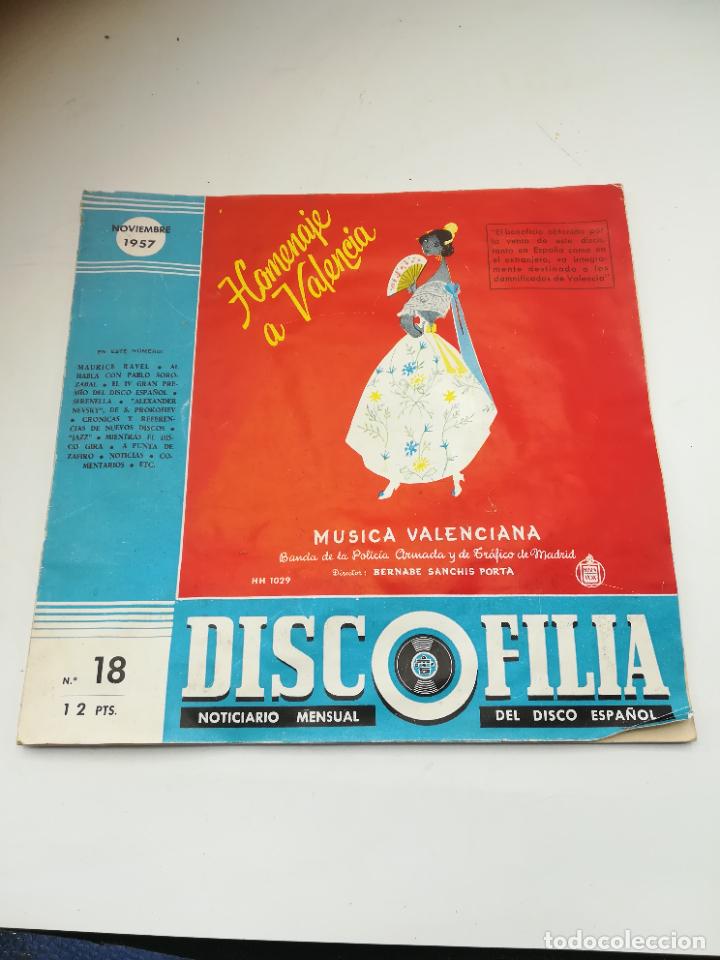 NOVIEMBRE
1957
EN ESTE NÚMERO:
MAURICE RAVEL • AL
HABLA CON PABLO SORO-
ZABAL • EL IV GRAN PRE-
MIO DEL DISCO ESPAÑOL •
SERENELLA • "ALEXANDER
NEVSKY", DE S. PROKOFIEV
• CRONICAS Y REFEREN-
CIAS DE NUEVOS DISCOS •
"JAZZ" • MIENTRAS EL DIS-
CO GIRA • A PUNTA DE
ZAFIRO • NOTICIAS • CO-
MENTARIOS • ETC.
N.º 18
12 PTS.
Homenaje
a Valencia
"El beneficio obtenido por
la venta de este disco,
tanto en España como en
el extranjero, va íntegra-
mente destinado a los
damnificados de Valencia"
MUSICA VALENCIANA
Banda de la Policía Armada y de Tráfico de Madrid
Director: BERNABE SANCHIS PORTA
HH 1029
DISCOFILIA
NOTICIARIO MENSUAL DEL DISCO ESPAÑOL
todocoleccion
todocoleccion.net